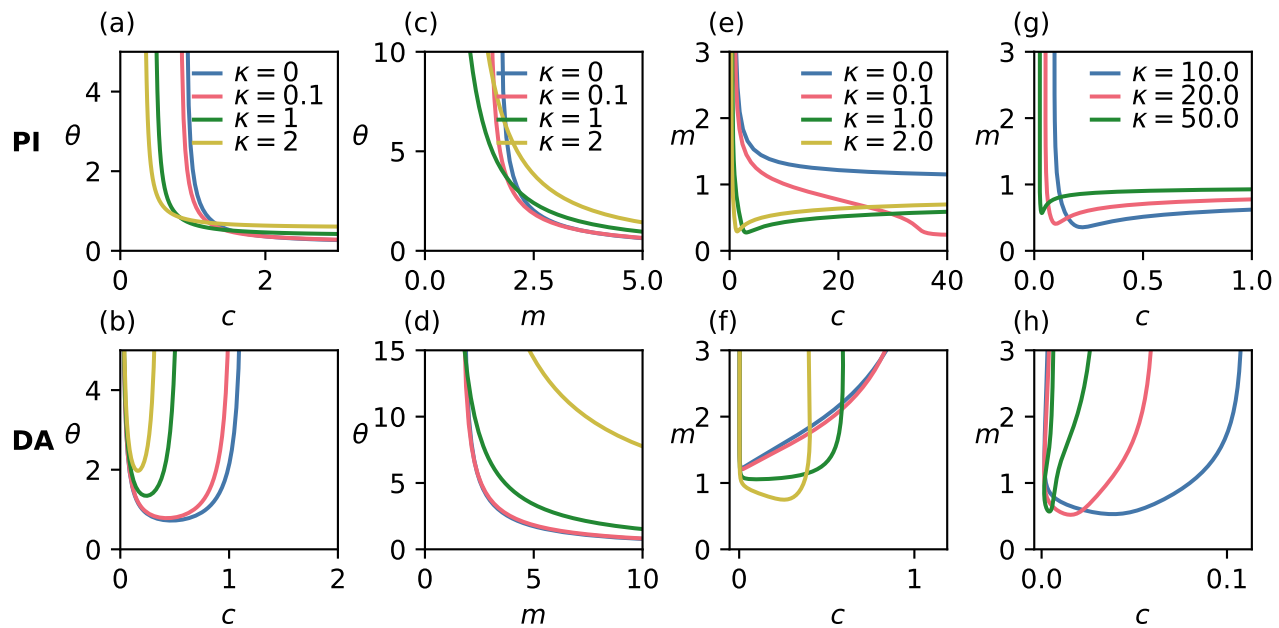 (a) (c) (e) (g)
PI
θ
4
2
0
0 2
c
κ = 0
κ = 0.1
κ = 1
κ = 2
θ
10
5
0
0.0 2.5 5.0
m
κ = 0
κ = 0.1
κ = 1
κ = 2
m
3
2
1
0
0 20 40
c
κ = 0.0
κ = 0.1
κ = 1.0
κ = 2.0
m
3
2
1
0
0.0 0.5 1.0
c
κ = 10.0
κ = 20.0
κ = 50.0
(b) (d) (f) (h)
DA
θ
4
2
0
0 1 2
c
θ
15
10
5
0
0 5 10
m
m
3
2
1
0
0 1
c
m
3
2
1
0
0.0 0.1
c